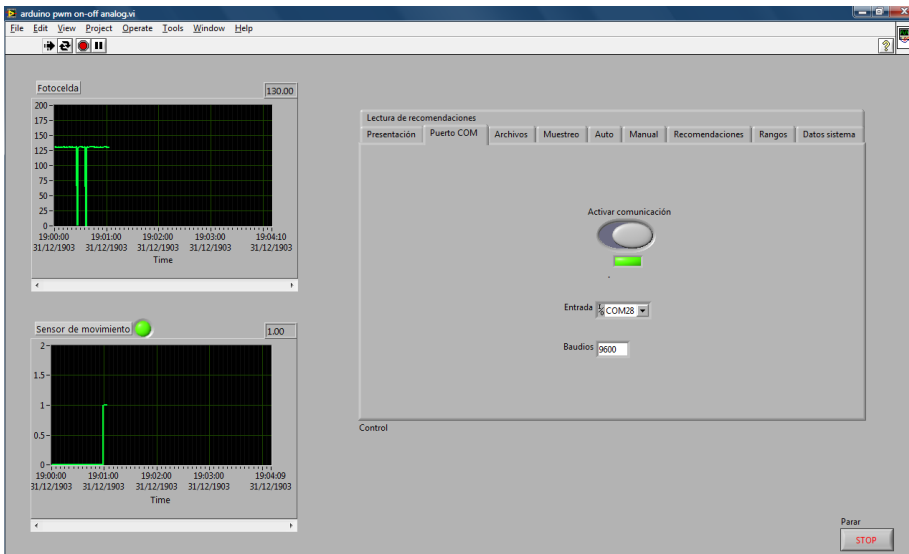 arduino pwm on-off analog.vi
File Edit View Project Operate Tools Window Help
Fotocelda
130.00
200
175
150
125
100
75
50
25
0
19:00:00 19:01:00 19:02:00 19:03:00 19:04:10
31/12/1903 31/12/1903 31/12/1903 31/12/1903 31/12/1903
Time
Sensor de movimiento
1.00
2
1.5
1
0.5
0
19:00:00 19:01:00 19:02:00 19:03:00 19:04:09
31/12/1903 31/12/1903 31/12/1903 31/12/1903 31/12/1903
Time
Lectura de recomendaciones
Presentación Puerto COM Archivos Muestreo Auto Manual Recomendaciones Rangos Datos sistema
Activar comunicación
Entrada COM28
Baudios 9600
Control
Parar
STOP